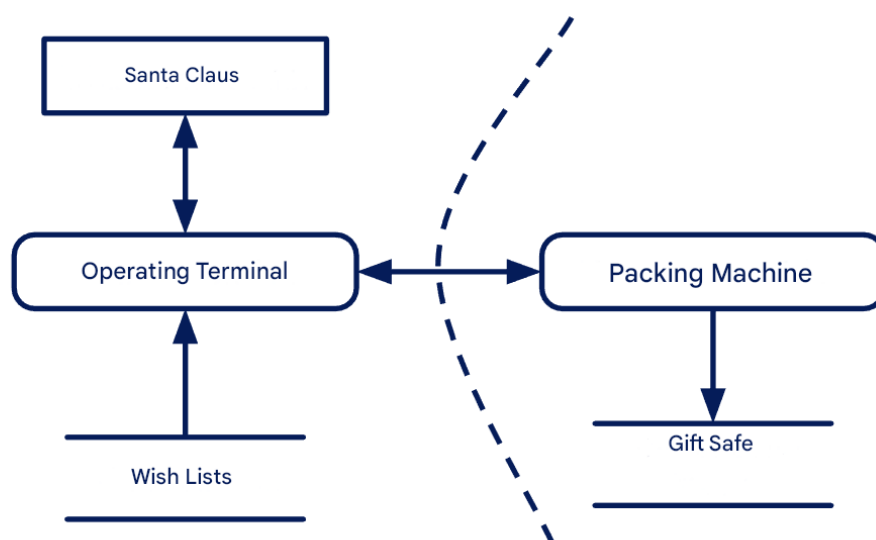 Santa Claus
Operating Terminal
Packing Machine
Wish Lists
Gift Safe